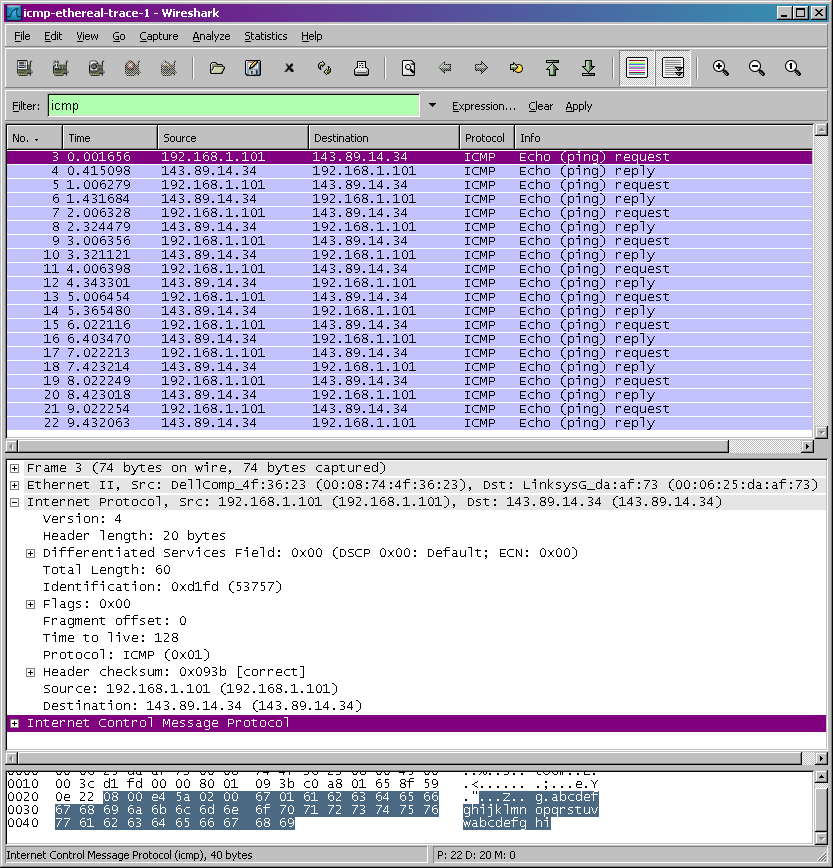 icmp-ethereal-trace-1 - Wireshark
File Edit View Go Capture Analyze Statistics Help
Filter: icmp Expression... Clear Apply
No. Time Source Destination Protocol Info
3 0.001656 192.168.1.101 143.89.14.34 ICMP Echo (ping) request
4 0.415098 143.89.14.34 192.168.1.101 ICMP Echo (ping) reply
5 1.006279 192.168.1.101 143.89.14.34 ICMP Echo (ping) request
6 1.431684 143.89.14.34 192.168.1.101 ICMP Echo (ping) reply
7 2.006328 192.168.1.101 143.89.14.34 ICMP Echo (ping) request
8 2.324479 143.89.14.34 192.168.1.101 ICMP Echo (ping) reply
9 3.006356 192.168.1.101 143.89.14.34 ICMP Echo (ping) request
10 3.321121 143.89.14.34 192.168.1.101 ICMP Echo (ping) reply
11 4.006398 192.168.1.101 143.89.14.34 ICMP Echo (ping) request
12 4.343301 143.89.14.34 192.168.1.101 ICMP Echo (ping) reply
13 5.006454 192.168.1.101 143.89.14.34 ICMP Echo (ping) request
14 5.365480 143.89.14.34 192.168.1.101 ICMP Echo (ping) reply
15 6.022116 192.168.1.101 143.89.14.34 ICMP Echo (ping) request
16 6.403470 143.89.14.34 192.168.1.101 ICMP Echo (ping) reply
17 7.022213 192.168.1.101 143.89.14.34 ICMP Echo (ping) request
18 7.423214 143.89.14.34 192.168.1.101 ICMP Echo (ping) reply
19 8.022249 192.168.1.101 143.89.14.34 ICMP Echo (ping) request
20 8.423018 143.89.14.34 192.168.1.101 ICMP Echo (ping) reply
21 9.022254 192.168.1.101 143.89.14.34 ICMP Echo (ping) request
22 9.432063 143.89.14.34 192.168.1.101 ICMP Echo (ping) reply
Frame 3 (74 bytes on wire, 74 bytes captured)
Ethernet II, Src: DellComp_4f:36:23 (00:08:74:4f:36:23), Dst: LinksysG_da:af:73 (00:06:25:da:af:73)
Internet Protocol, Src: 192.168.1.101 (192.168.1.101), Dst: 143.89.14.34 (143.89.14.34)
Version: 4
Header length: 20 bytes
Differentiated Services Field: 0x00 (DSCP 0x00: Default; ECN: 0x00)
Total Length: 60
Identification: 0xd1fd (53757)
Flags: 0x00
Fragment offset: 0
Time to live: 128
Protocol: ICMP (0x01)
Header checksum: 0x093b [correct]
Source: 192.168.1.101 (192.168.1.101)
Destination: 143.89.14.34 (143.89.14.34)
Internet Control Message Protocol
0010 00 3c d1 fd 00 00 80 01 09 3b c0 a8 01 65 8f 59 .<...... .;...e.Y
0020 0e 22 08 00 e4 5a 02 00 67 01 61 62 63 64 65 66 ."...Z.. g.abcdef
0030 67 68 69 6a 6b 6c 6d 6e 6f 70 71 72 73 74 75 76 ghijklmn opqrstuv
0040 77 61 62 63 64 65 66 67 68 69 wabcdefg hi
Internet Control Message Protocol (icmp), 40 bytes P: 22 D: 20 M: 0